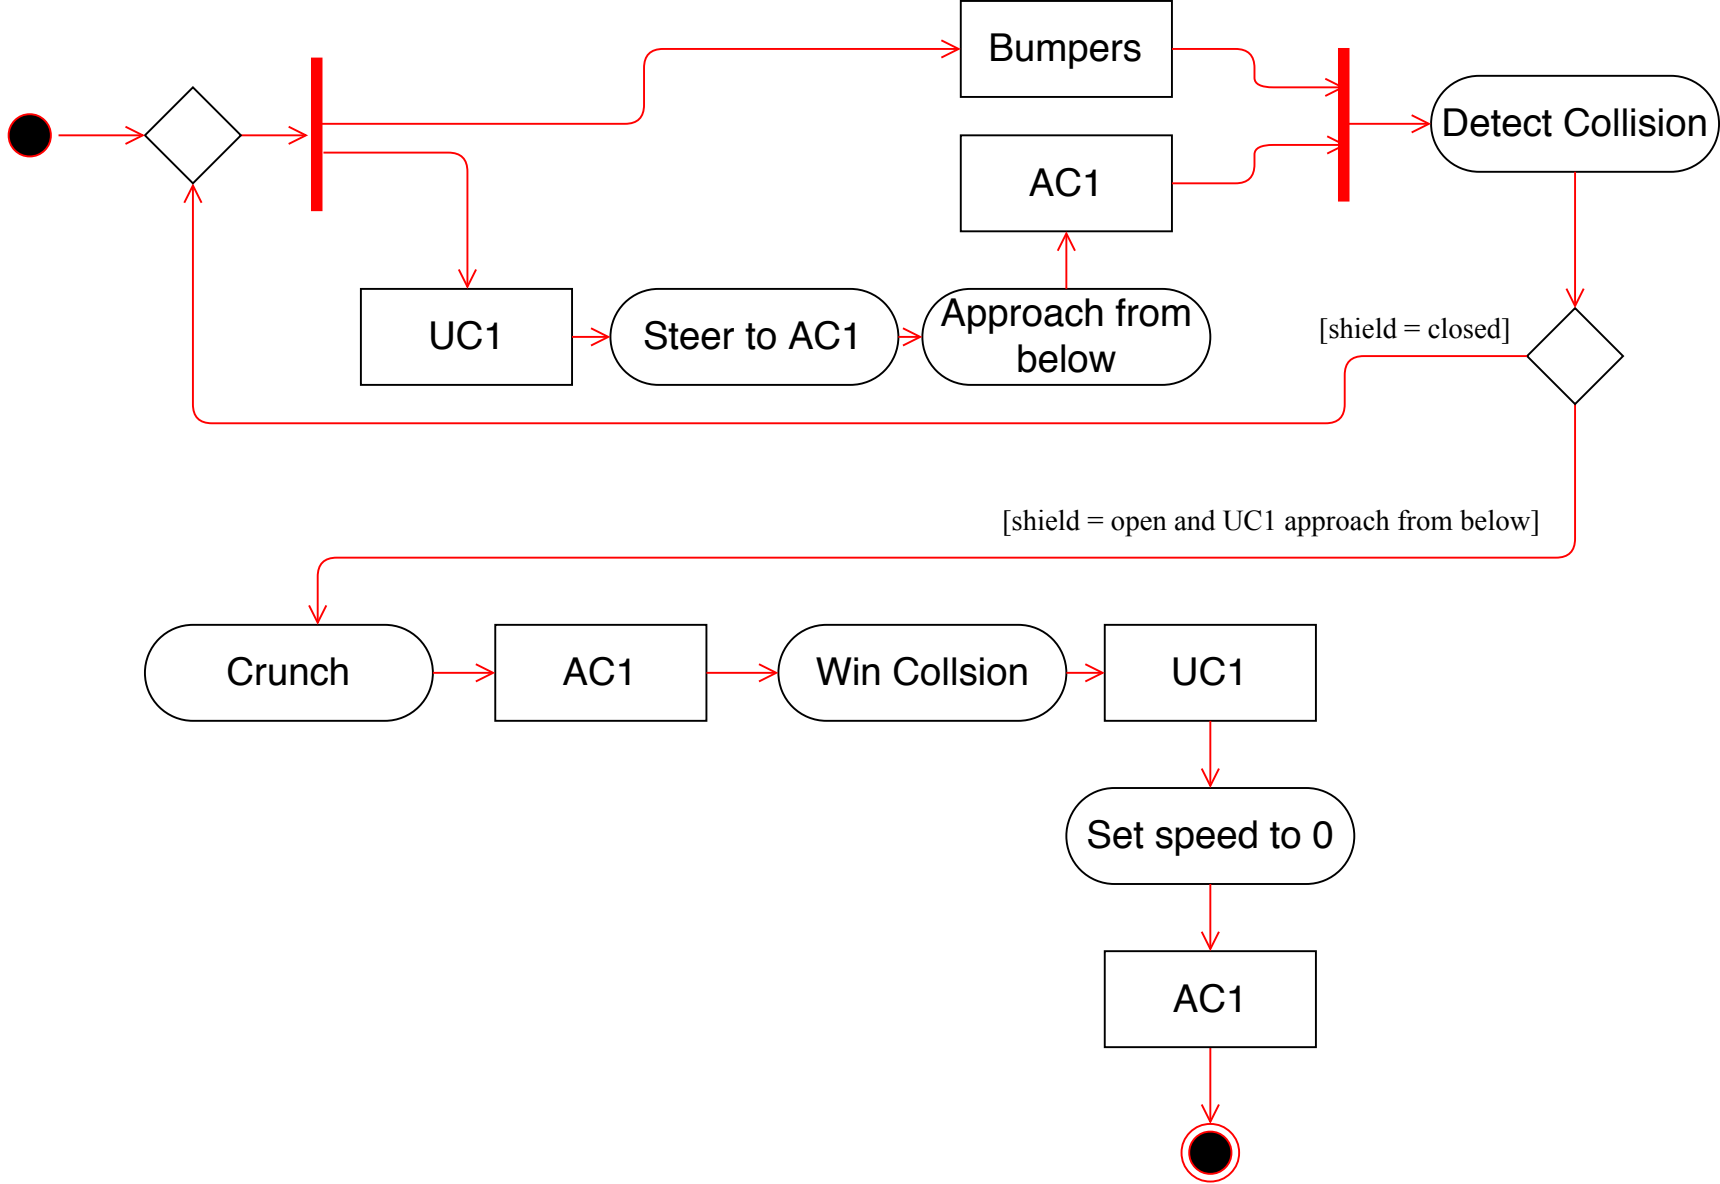 Bumpers
Detect Collision
AC1
UC1
Steer to AC1
Approach from
below
[shield = closed]
[shield = open and UC1 approach from below]
Crunch
AC1
Win Collsion
UC1
Set speed to 0
AC1